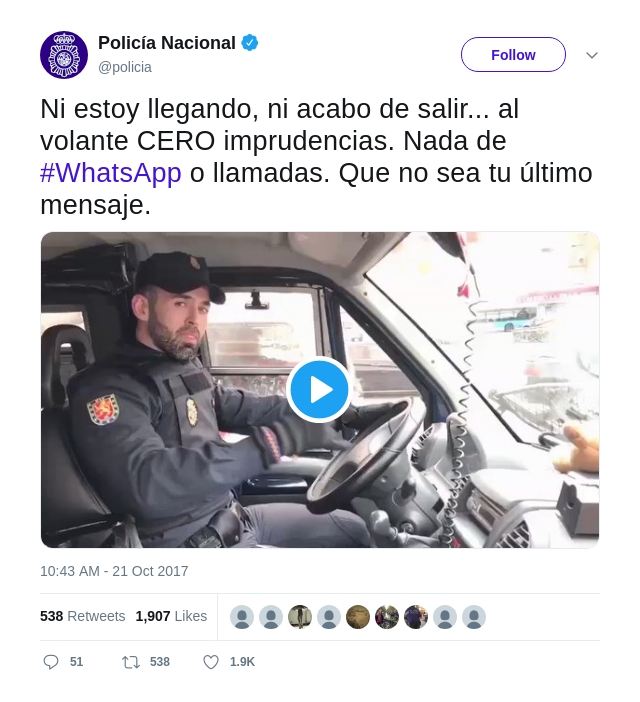 Policía Nacional
@policia
Follow
Ni estoy llegando, ni acabo de salir... al
volante CERO imprudencias. Nada de
#WhatsApp o llamadas. Que no sea tu último
mensaje.
10:43 AM - 21 Oct 2017
538 Retweets 1,907 Likes
51 538 1.9K